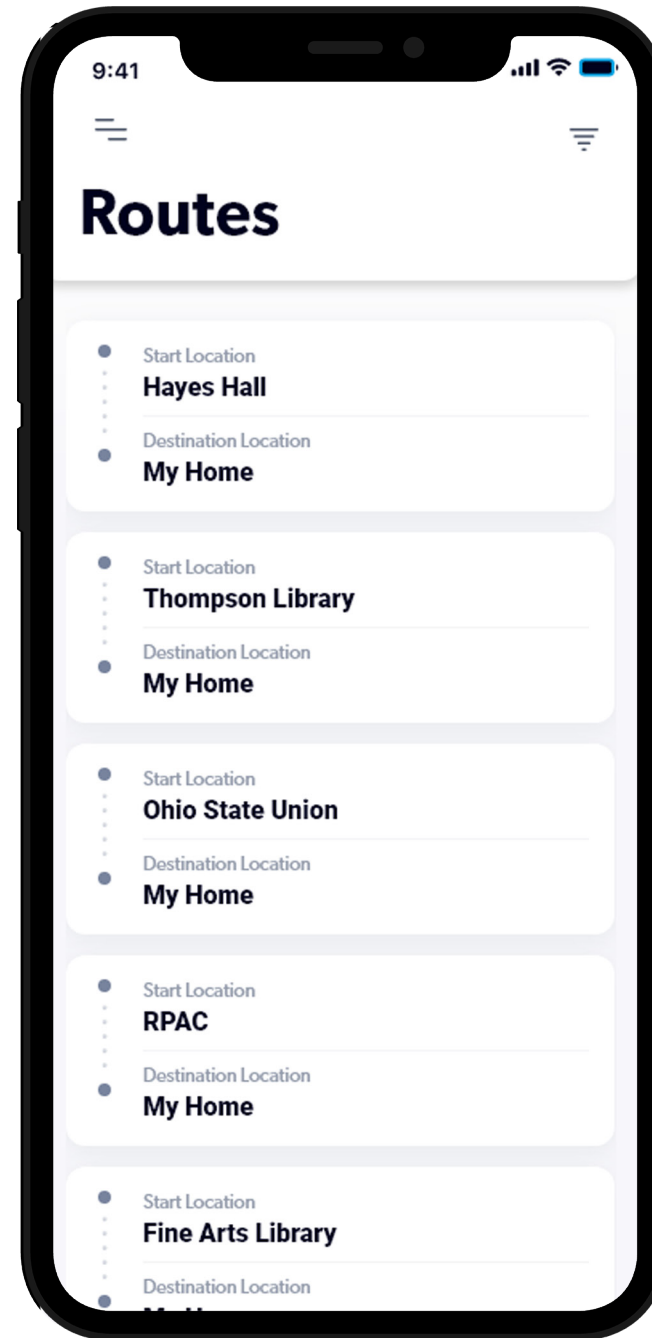 9:41
Routes
Start Location
Hayes Hall
Destination Location
My Home
Start Location
Thompson Library
Destination Location
My Home
Start Location
Ohio State Union
Destination Location
My Home
Start Location
RPAC
Destination Location
My Home
Start Location
Fine Arts Library
Destination Location